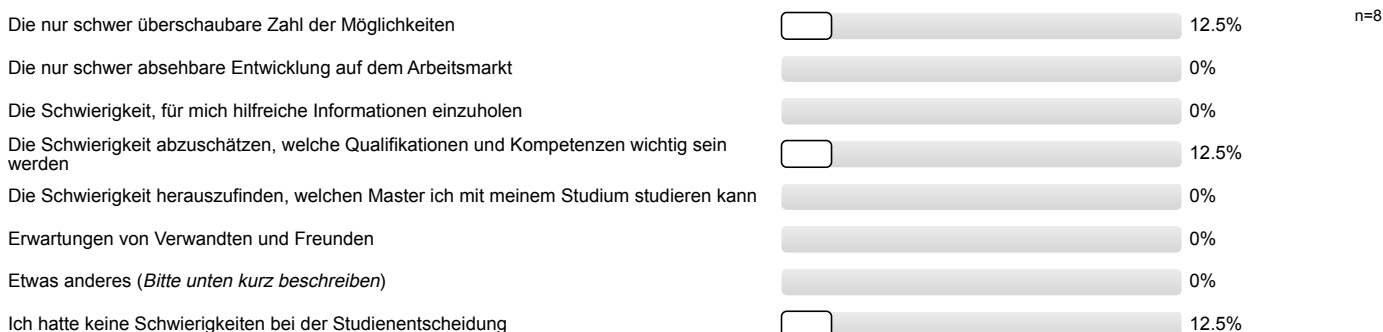 Die nur schwer überschaubare Zahl der Möglichkeiten 12.5% n=8
Die nur schwer absehbare Entwicklung auf dem Arbeitsmarkt 0%
Die Schwierigkeit, für mich hilfreiche Informationen einzuholen 0%
Die Schwierigkeit abzuschätzen, welche Qualifikationen und Kompetenzen wichtig sein
werden 12.5%
Die Schwierigkeit herauszufinden, welchen Master ich mit meinem Studium studieren kann 0%
Erwartungen von Verwandten und Freunden 0%
Etwas anderes (Bitte unten kurz beschreiben) 0%
Ich hatte keine Schwierigkeiten bei der Studienentscheidung 12.5%